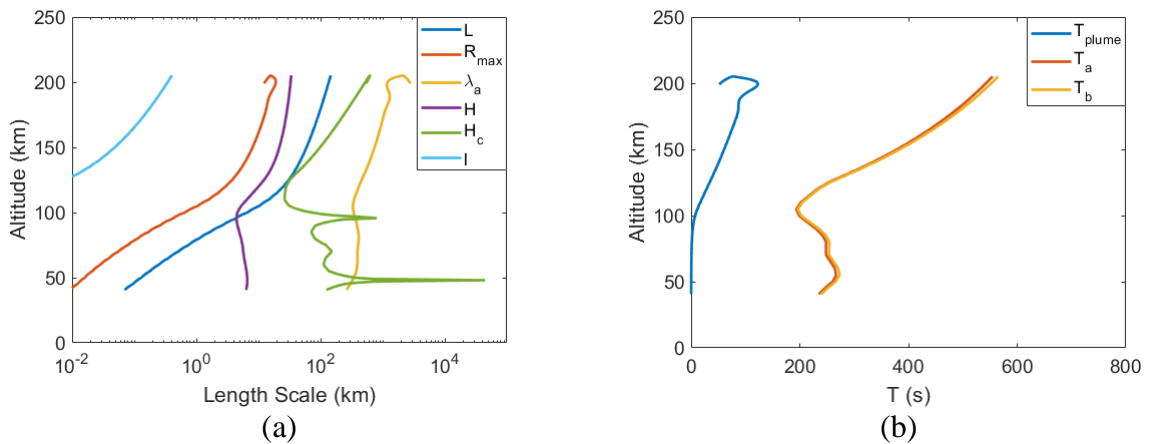 250
200
150
100
50
0
Altitude (km)
10^-2
10^0
10^2
10^4
Length Scale (km)
L
R_max
λ_a
H
H_c
l
(a)
250
200
150
100
50
0
Altitude (km)
0
200
400
600
800
T (s)
T_plume
T_a
T_b
(b)